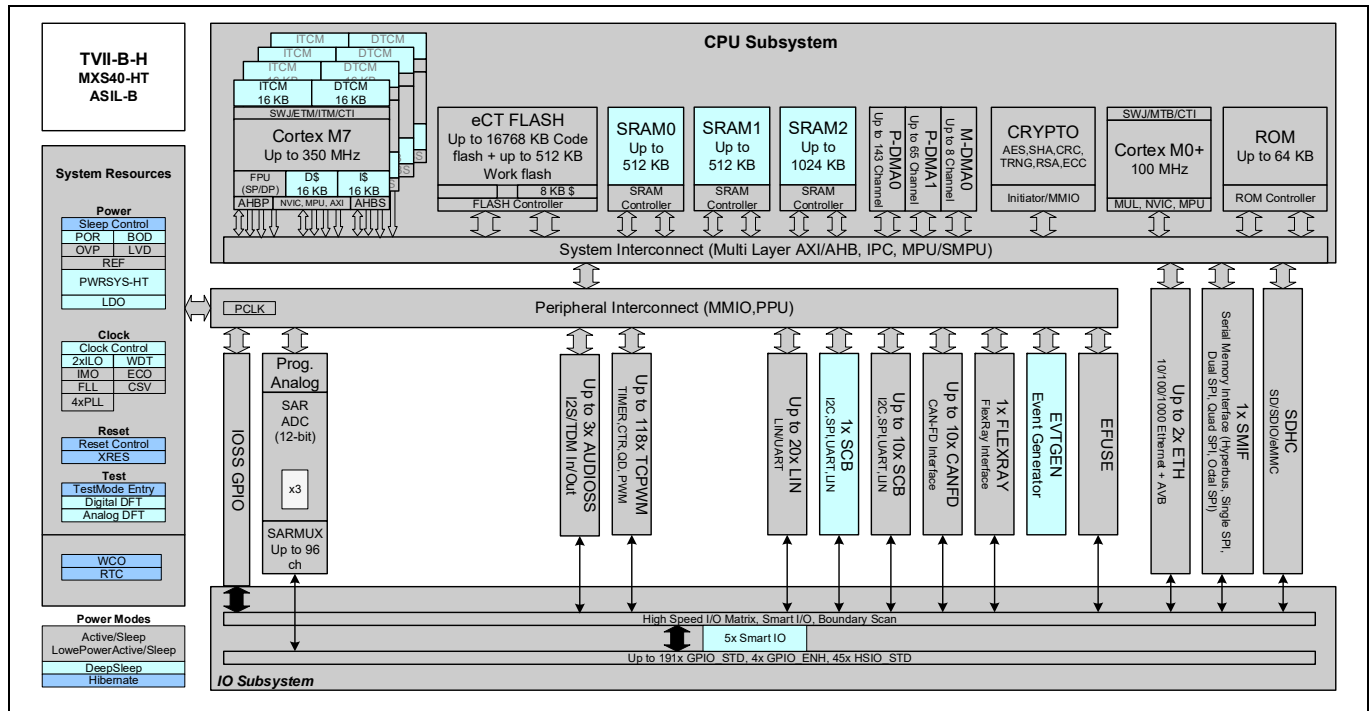 TVII-B-H
MXS40-HT
ASIL-B
System Resources
Power
Sleep Control
POR BOD
OVP LVD
REF
PWRSYS-HT
LDO
Clock
Clock Control
2xILO WDT
IMO ECO
FLL CSV
4xPLL
Reset
Reset Control
XRES
Test
TestMode Entry
Digital DFT
Analog DFT
WCO
RTC
Power Modes
Active/Sleep
LowePowerActive/Sleep
DeepSleep
Hibernate
CPU Subsystem
ITCM DTCM
ITCM DTCM
ITCM DTCM
ITCM DTCM
16 KB 16 KB
SWJ/ETM/ITM/CTI
Cortex M7
Up to 350 MHz
FPU
(SP/DP)
D$
16 KB
I$
16 KB
AHBP NVIC, MPU, AXI AHBS
eCT FLASH
Up to 16768 KB Code
flash + up to 512 KB
Work flash
8 KB $
FLASH Controller
SRAM0
Up to
512 KB
SRAM
Controller
SRAM1
Up to
512 KB
SRAM
Controller
SRAM2
Up to
1024 KB
SRAM
Controller
P-DMA0
Up to 143 Channel
P-DMA1
Up to 65 Channel
M-DMA0
Up to 8 Channel
CRYPTO
AES,SHA,CRC,
TRNG,RSA,ECC
Initiator/MMIO
SWJ/MTB/CTI
Cortex M0+
100 MHz
MUL, NVIC, MPU
ROM
Up to 64 KB
ROM Controller
System Interconnect (Multi Layer AXI/AHB, IPC, MPU/SMPU)
PCLK
Peripheral Interconnect (MMIO,PPU)
IOSS GPIO
Prog.
Analog
SAR
ADC
(12-bit)
x3
SARMUX
Up to 96
ch
Up to 3x AUDIOSS
I2S/TDM In/Out
Up to 118x TCPWM
TIMER,CTR,QD, PWM
Up to 20x LIN
LIN/UART
1x SCB
I2C,SPI,UART, LIN
Up to 10x SCB
I2C,SPI,UART, LIN
Up to 10x CANFD
CAN-FD Interface
1x FLEXRAY
FlexRay Interface
EVTGEN
Event Generator
EFUSE
Up to 2x ETH
10/100/1000 Ethernet + AVB
1x SMIF
Serial Memory Interface (Hyperbus, Single SPI,
Dual SPI, Quad SPI, Octal SPI)
SDHC
SD/SDIO/eMMC
High Speed I/O Matrix, Smart I/O, Boundary Scan
5x Smart IO
Up to 191x GPIO_STD, 4x GPIO_ENH, 45x HSIO_STD
IO Subsystem